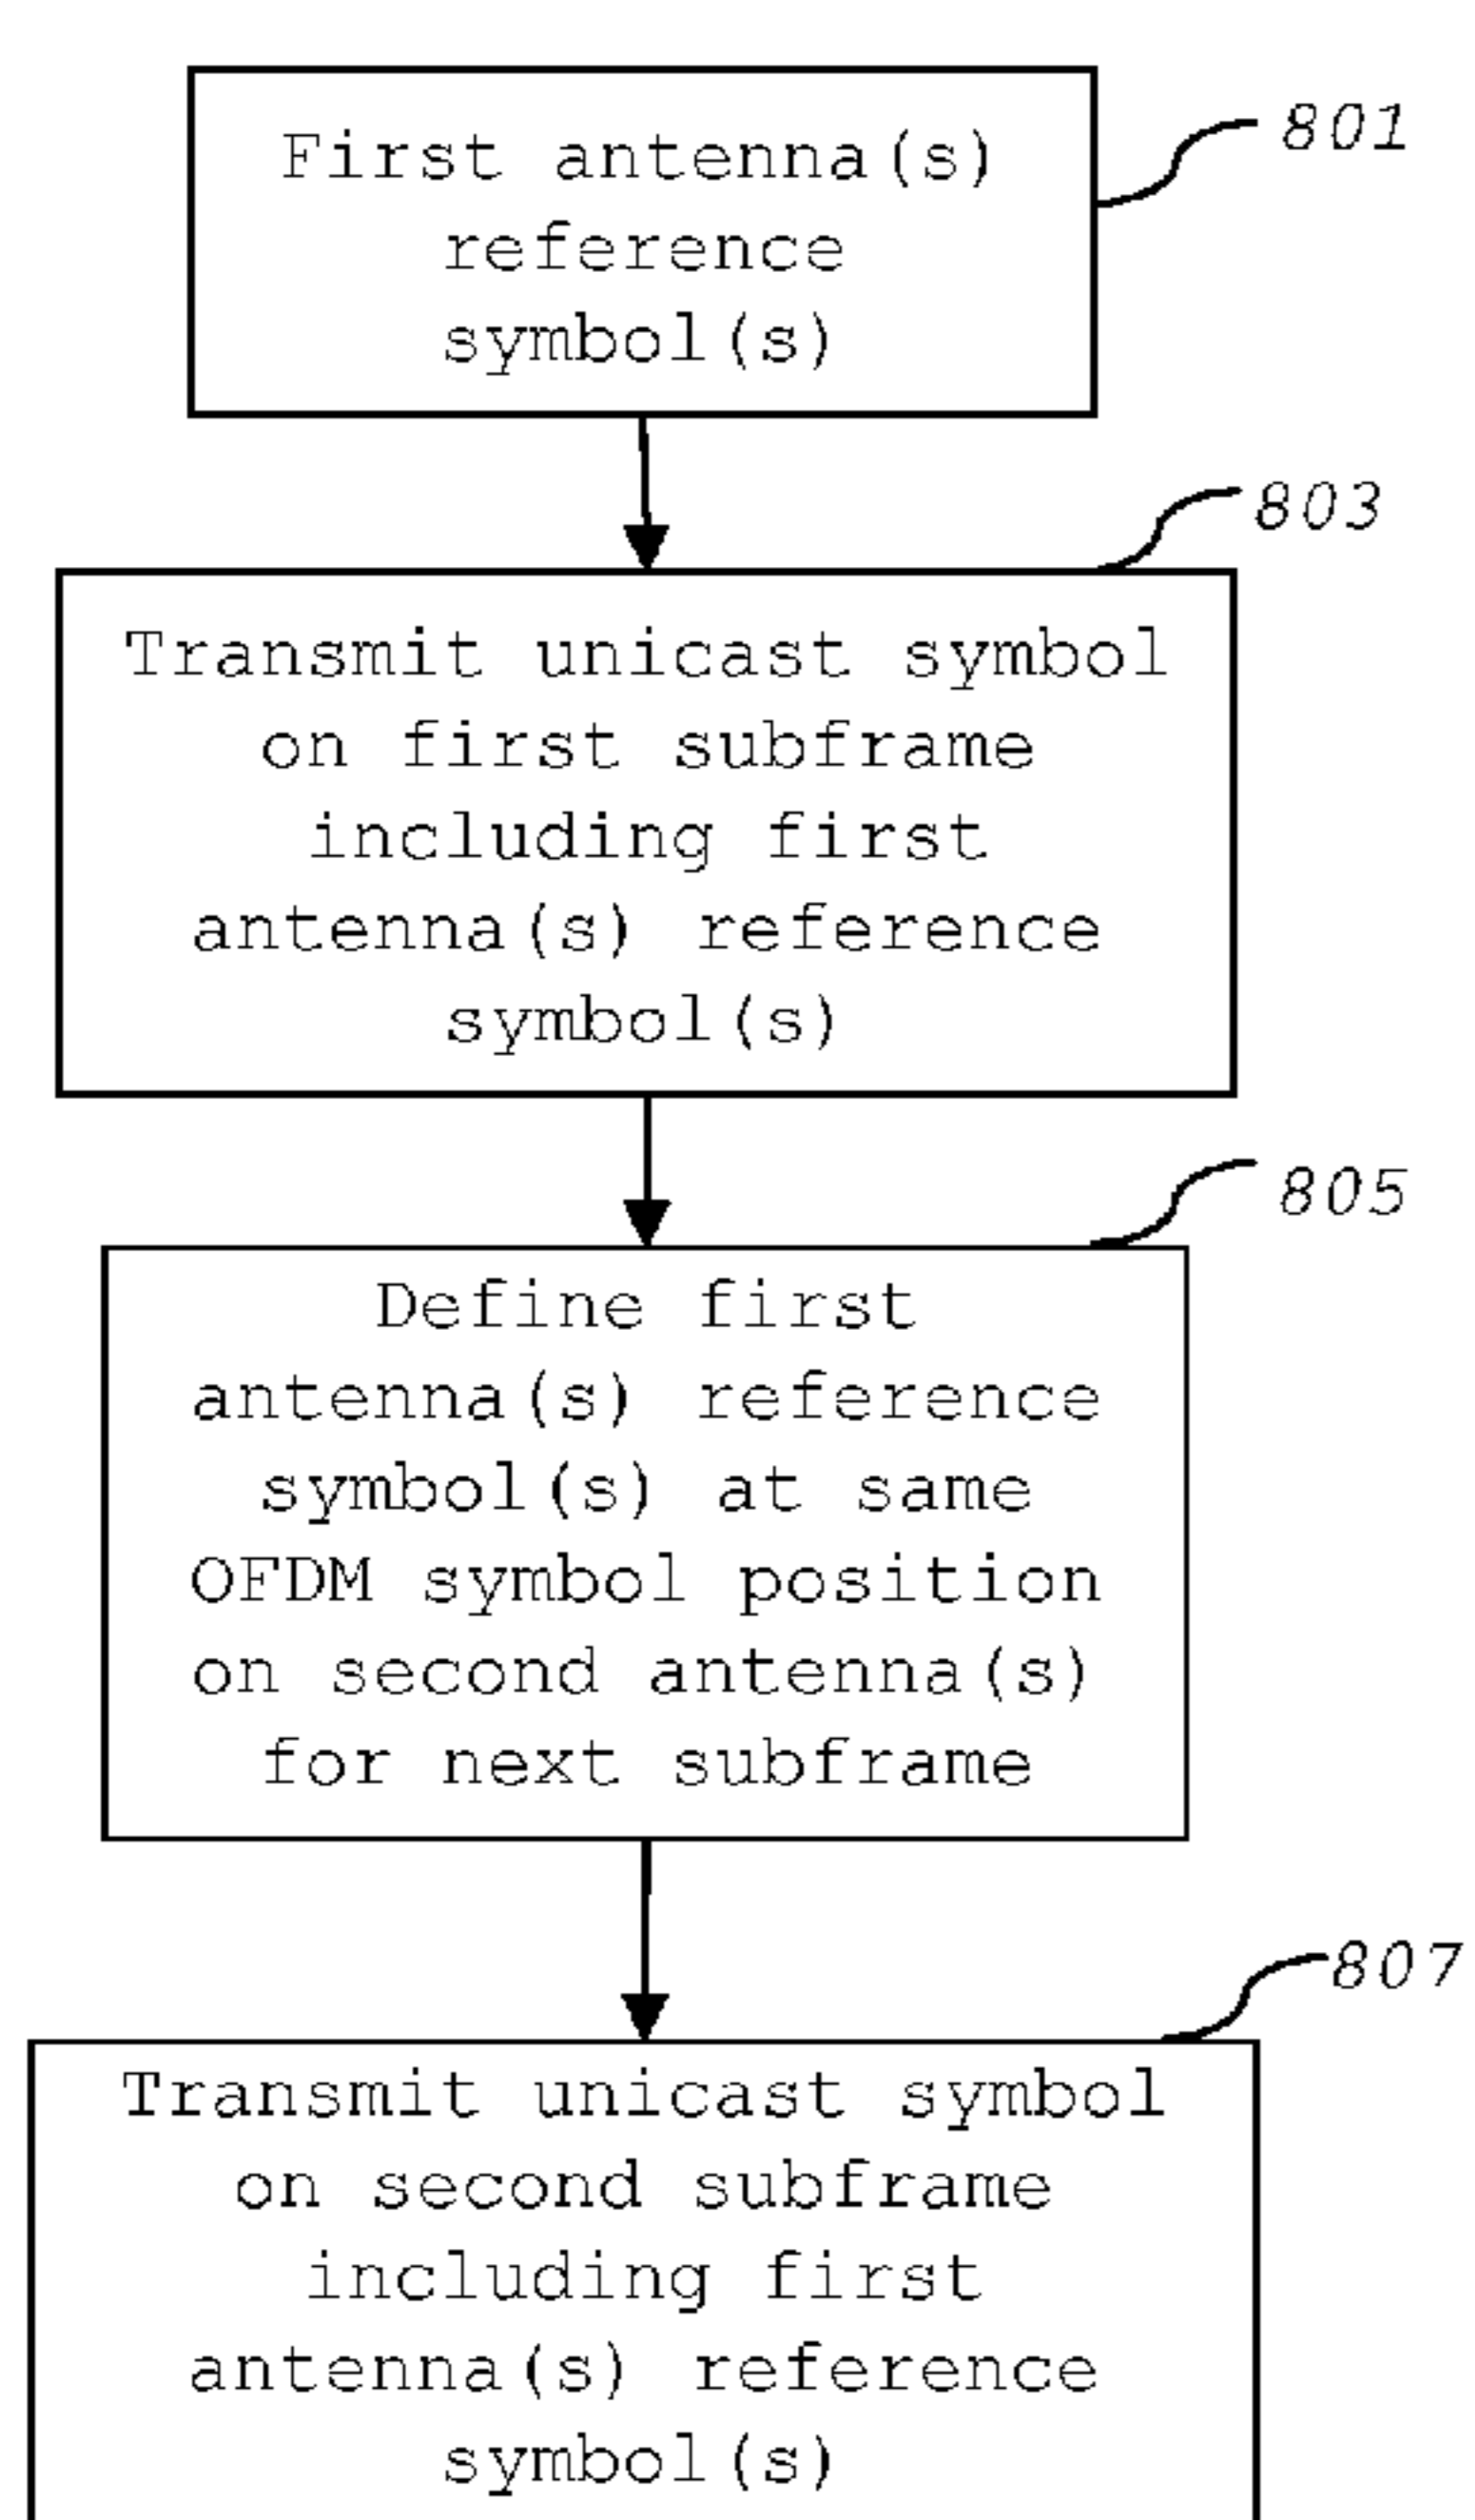 801
First antenna(s)
reference
symbol(s)
803
Transmit unicast symbol
on first subframe
including first
antenna(s) reference
symbol(s)
805
Define first
antenna(s) reference
symbol(s) at same
OFDM symbol position
on second antenna(s)
for next subframe
807
Transmit unicast symbol
on second subframe
including first
antenna(s) reference
symbol(s)